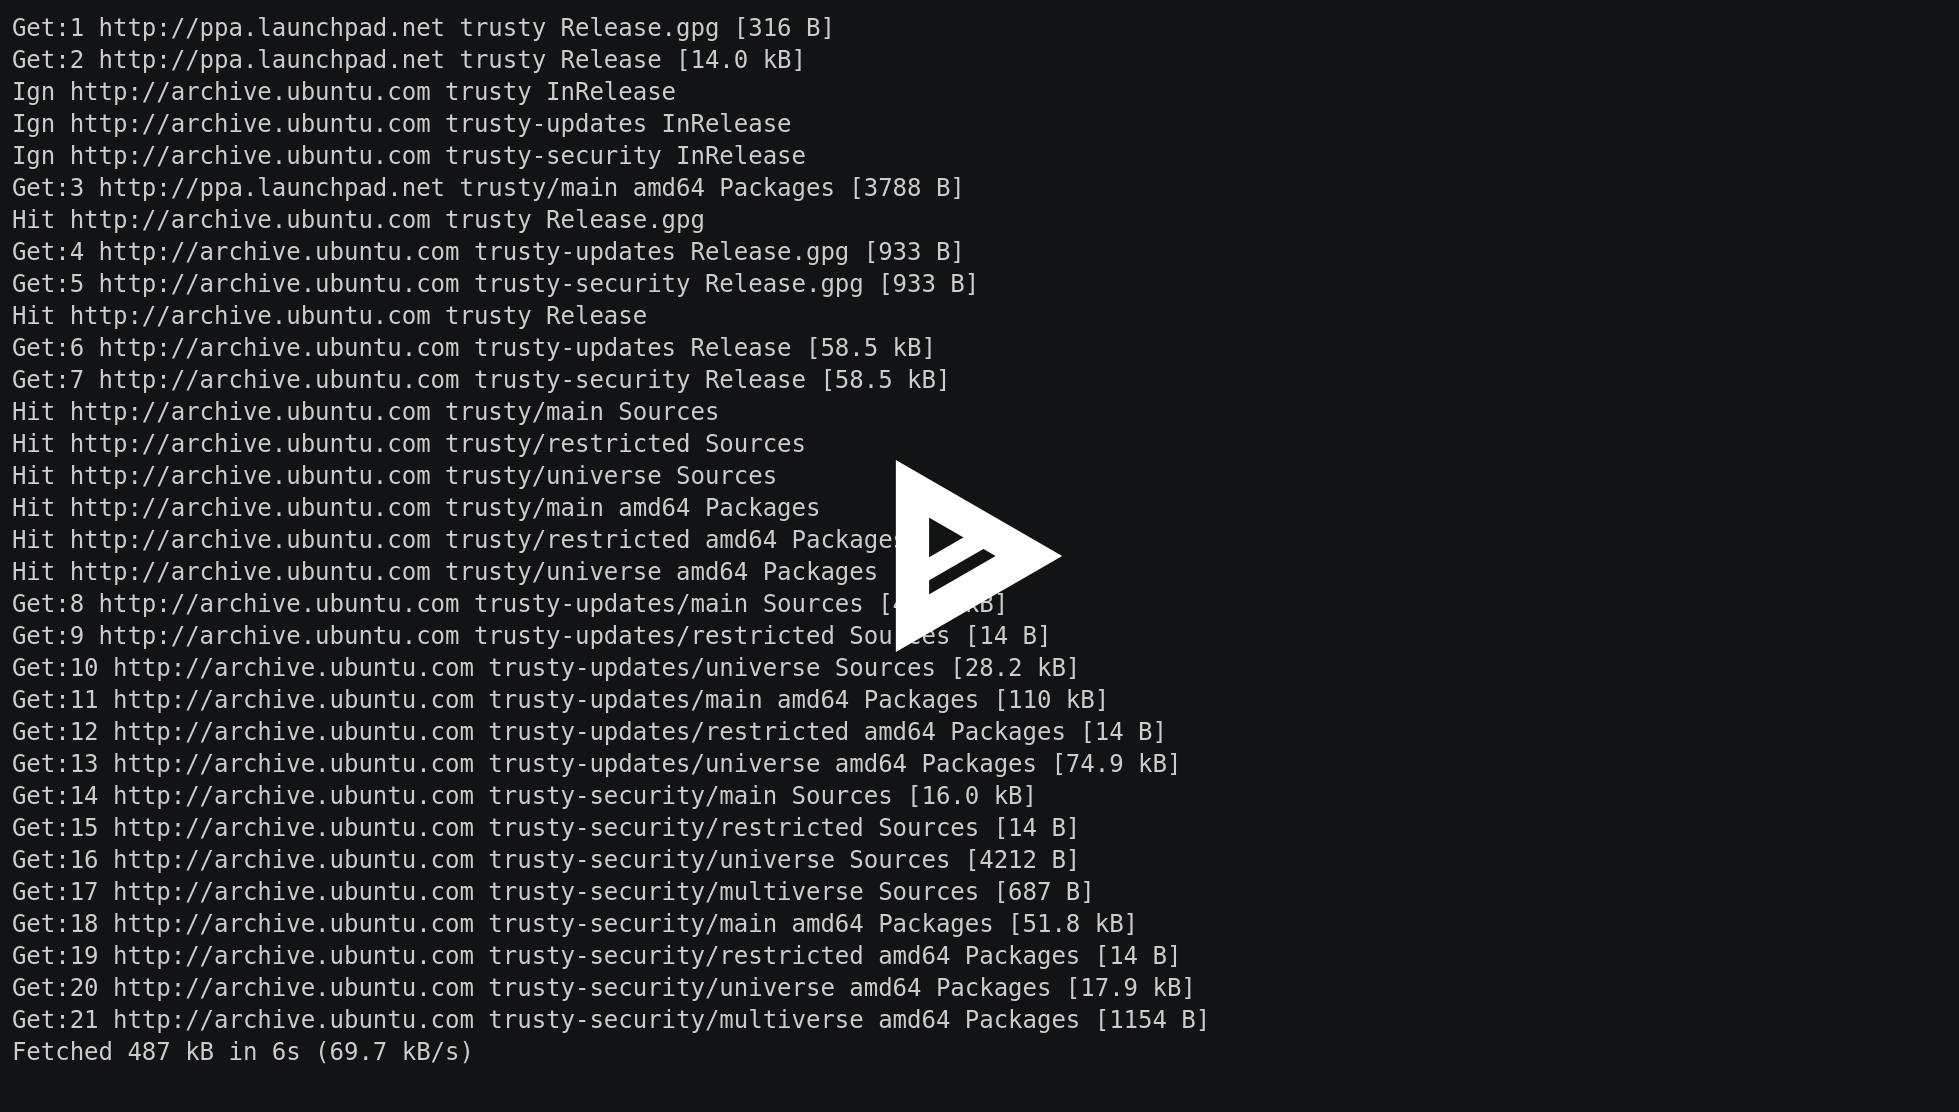 Get:1 http://ppa.launchpad.net trusty Release.gpg [316 B]
Get:2 http://ppa.launchpad.net trusty Release [14.0 kB]
Ign http://archive.ubuntu.com trusty InRelease
Ign http://archive.ubuntu.com trusty-updates InRelease
Ign http://archive.ubuntu.com trusty-security InRelease
Get:3 http://ppa.launchpad.net trusty/main amd64 Packages [3788 B]
Hit http://archive.ubuntu.com trusty Release.gpg
Get:4 http://archive.ubuntu.com trusty-updates Release.gpg [933 B]
Get:5 http://archive.ubuntu.com trusty-security Release.gpg [933 B]
Hit http://archive.ubuntu.com trusty Release
Get:6 http://archive.ubuntu.com trusty-updates Release [58.5 kB]
Get:7 http://archive.ubuntu.com trusty-security Release [58.5 kB]
Hit http://archive.ubuntu.com trusty/main Sources
Hit http://archive.ubuntu.com trusty/restricted Sources
Hit http://archive.ubuntu.com trusty/universe Sources
Hit http://archive.ubuntu.com trusty/main amd64 Packages
Hit http://archive.ubuntu.com trusty/restricted amd64 Packages
Hit http://archive.ubuntu.com trusty/universe amd64 Packages
Get:8 http://archive.ubuntu.com trusty-updates/main Sources kB]
Get:9 http://archive.ubuntu.com trusty-updates/restricted Sources [14 B]
Get:10 http://archive.ubuntu.com trusty-updates/universe Sources [28.2 kB]
Get:11 http://archive.ubuntu.com trusty-updates/main amd64 Packages [110 kB]
Get:12 http://archive.ubuntu.com trusty-updates/restricted amd64 Packages [14 B]
Get:13 http://archive.ubuntu.com trusty-updates/universe amd64 Packages [74.9 kB]
Get:14 http://archive.ubuntu.com trusty-security/main Sources [16.0 kB]
Get:15 http://archive.ubuntu.com trusty-security/restricted Sources [14 B]
Get:16 http://archive.ubuntu.com trusty-security/universe Sources [4212 B]
Get:17 http://archive.ubuntu.com trusty-security/multiverse Sources [687 B]
Get:18 http://archive.ubuntu.com trusty-security/main amd64 Packages [51.8 kB]
Get:19 http://archive.ubuntu.com trusty-security/restricted amd64 Packages [14 B]
Get:20 http://archive.ubuntu.com trusty-security/universe amd64 Packages [17.9 kB]
Get:21 http://archive.ubuntu.com trusty-security/multiverse amd64 Packages [1154 B]
Fetched 487 kB in 6s (69.7 kB/s)